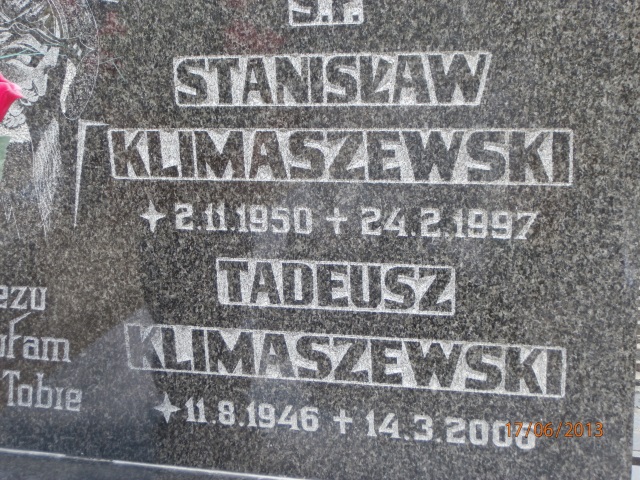 Ś.P.
STANISŁAW
KLIMASZEWSKI
2.11.1950 + 24.2.1997
TADEUSZ
KLIMASZEWSKI
11.8.1946 + 14.3.2000
Tobie
17/06/2013